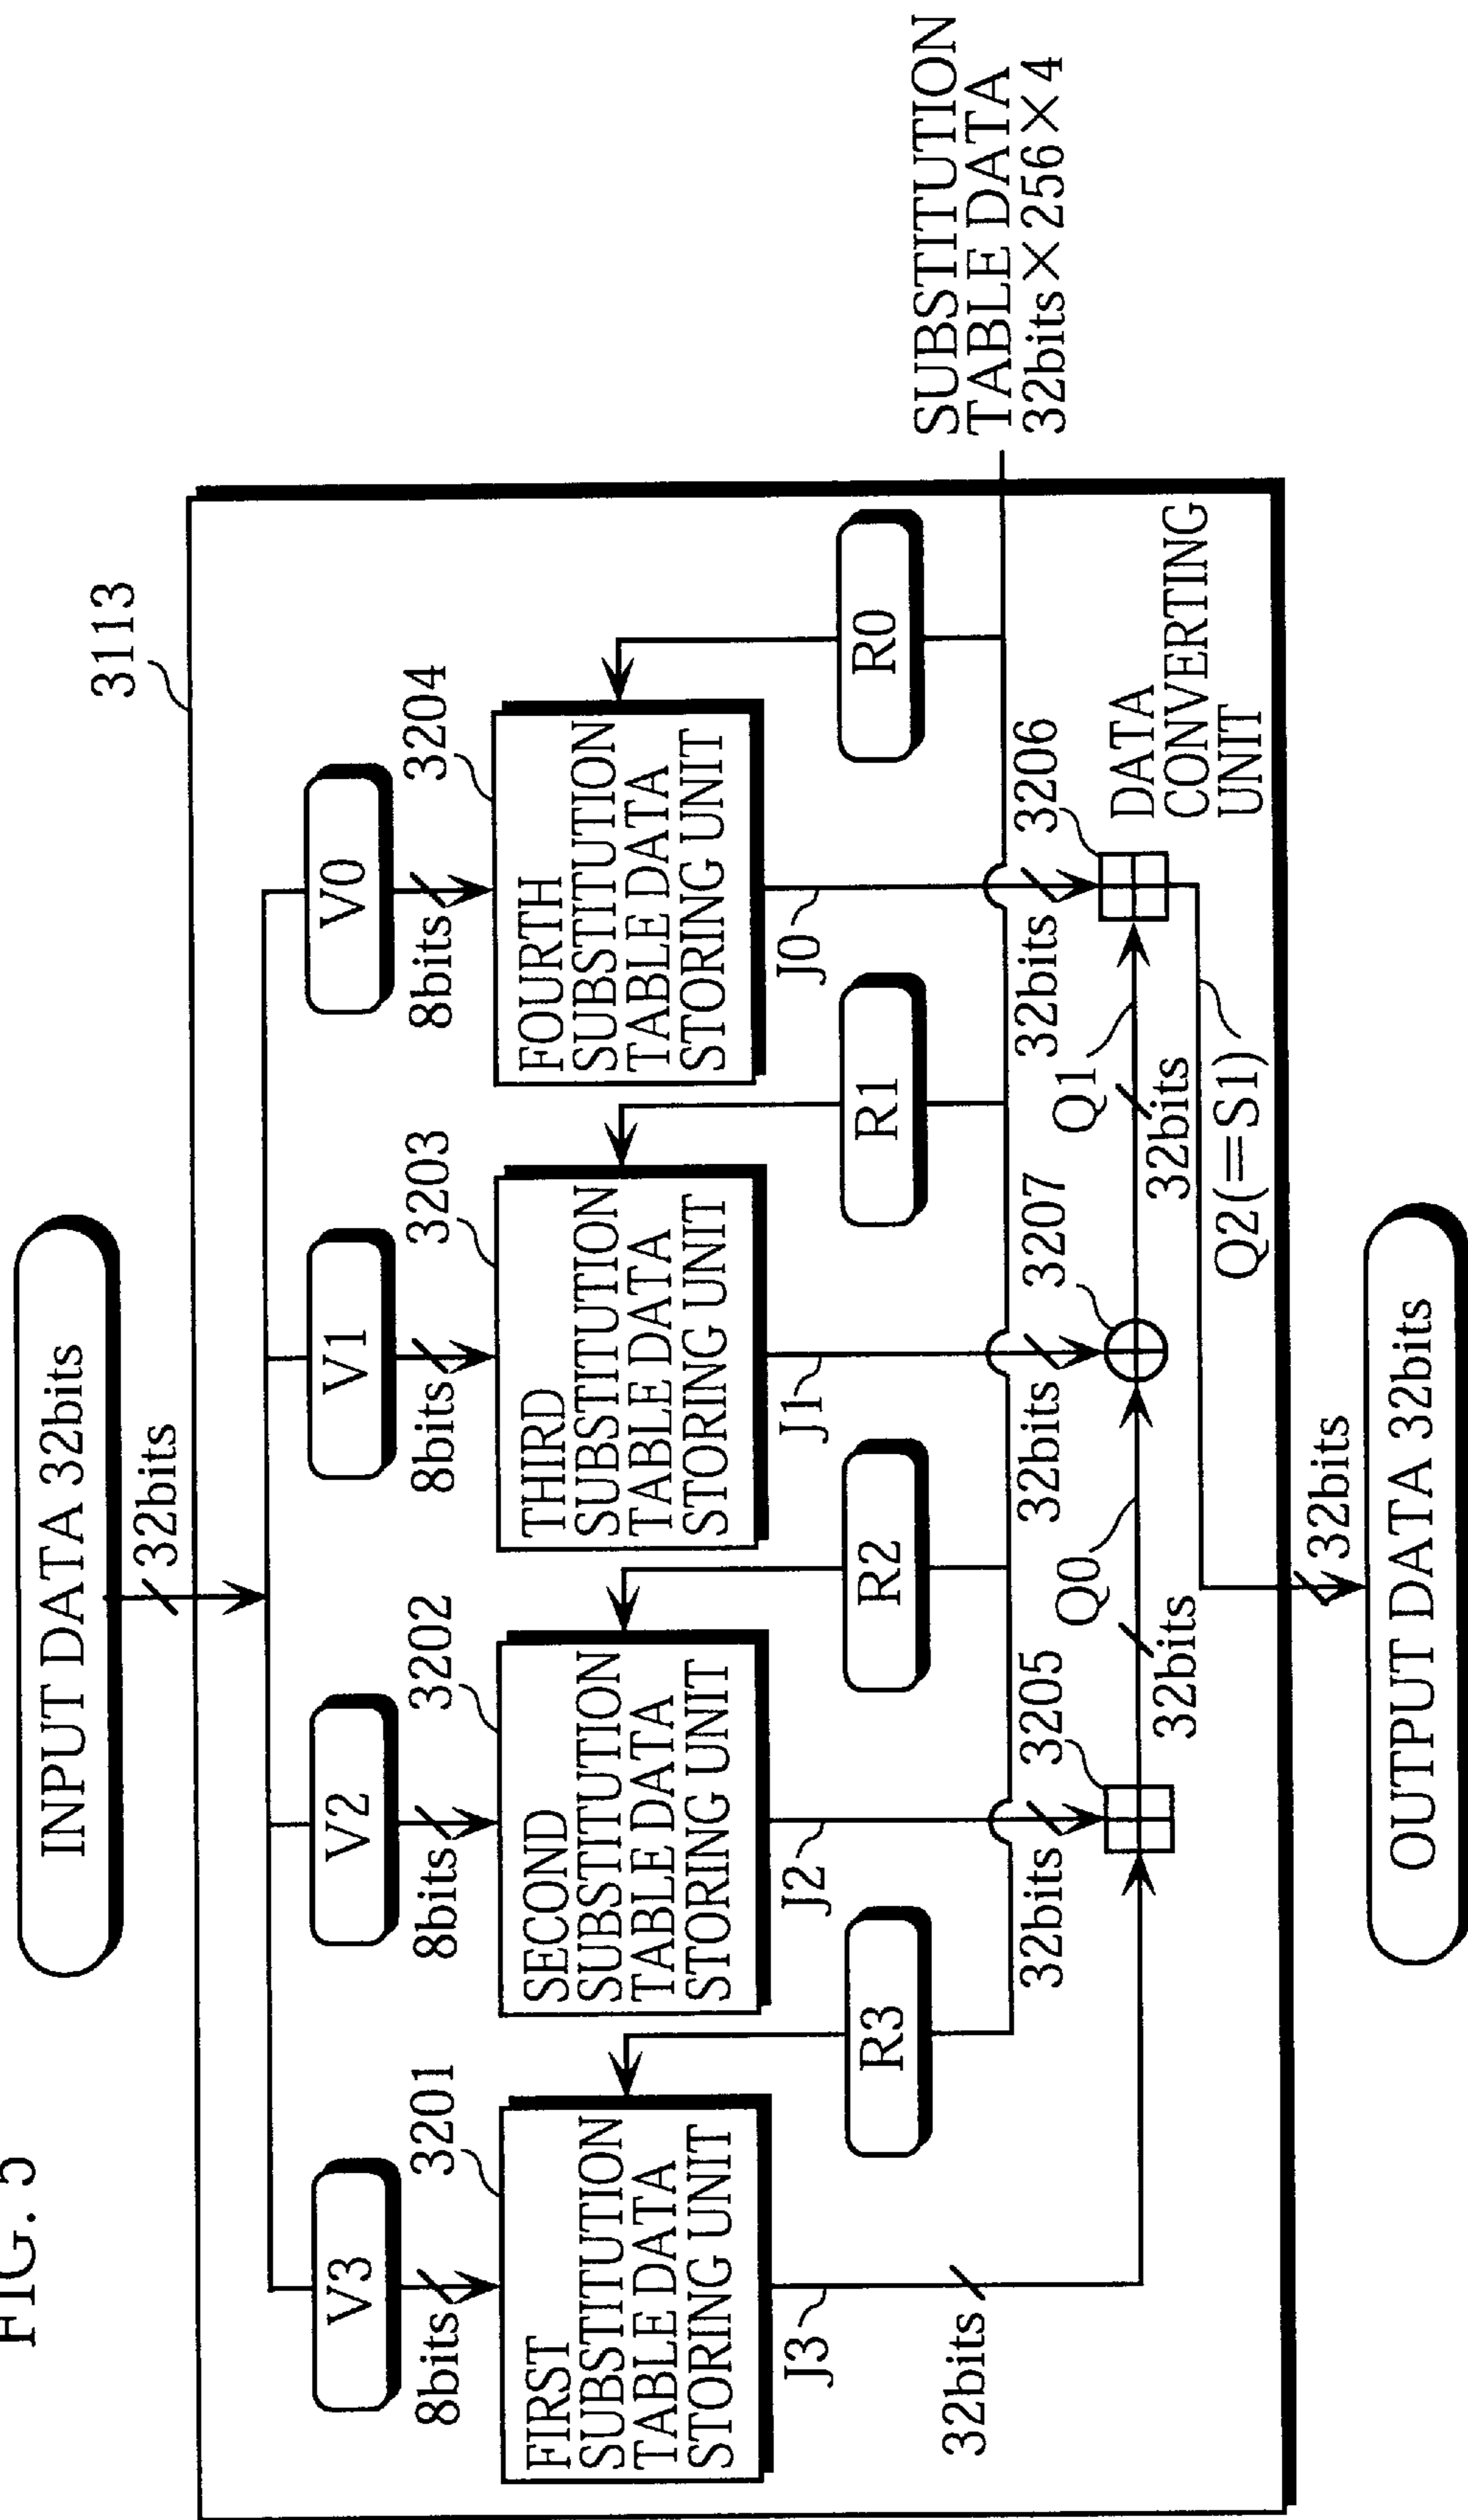 FIG. 5
INPUT DATA 32bits
32bits
3113
V3
V2
V1
V0
8bits
3201
8bits
3202
8bits
3203
8bits
3204
FIRST
SUBSTITUTION
TABLE DATA
STORING UNIT
SECOND
SUBSTITUTION
TABLE DATA
STORING UNIT
THIRD
SUBSTITUTION
TABLE DATA
STORING UNIT
FOURTH
SUBSTITUTION
TABLE DATA
STORING UNIT
J3
J2
J1
J0
R3
R2
R1
R0
SUBSTITUTION
TABLE DATA
32bits×256×4
32bits
32bits
3205
32bits
3207
32bits
3206
Q0
Q1
32bits
32bits
DATA
CONVERTING
UNIT
Q2(=S1)
32bits
OUTPUT DATA 32bits